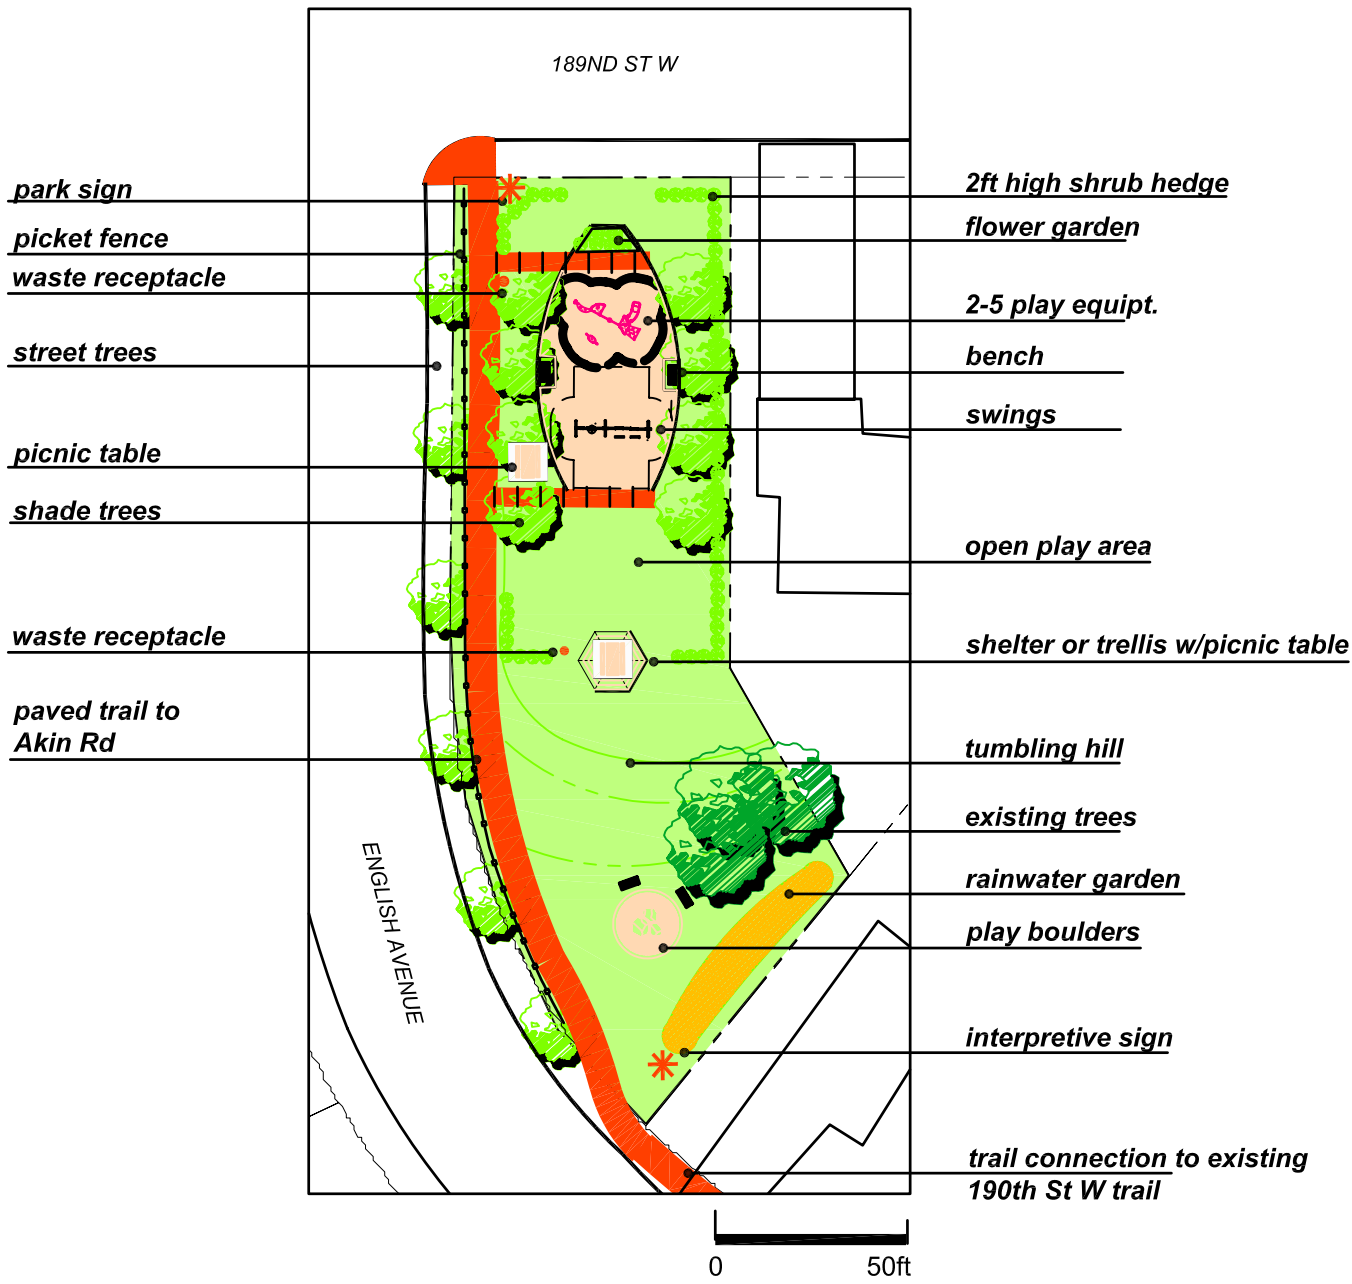 189ND ST W
park sign
picket fence
waste receptacle
street trees
picnic table
shade trees
waste receptacle
paved trail to
Akin Rd
ENGLISH AVENUE
2ft high shrub hedge
flower garden
2-5 play equipt.
bench
swings
open play area
shelter or trellis w/picnic table
tumbling hill
existing trees
rainwater garden
play boulders
interpretive sign
trail connection to existing
190th St W trail
0 50ft